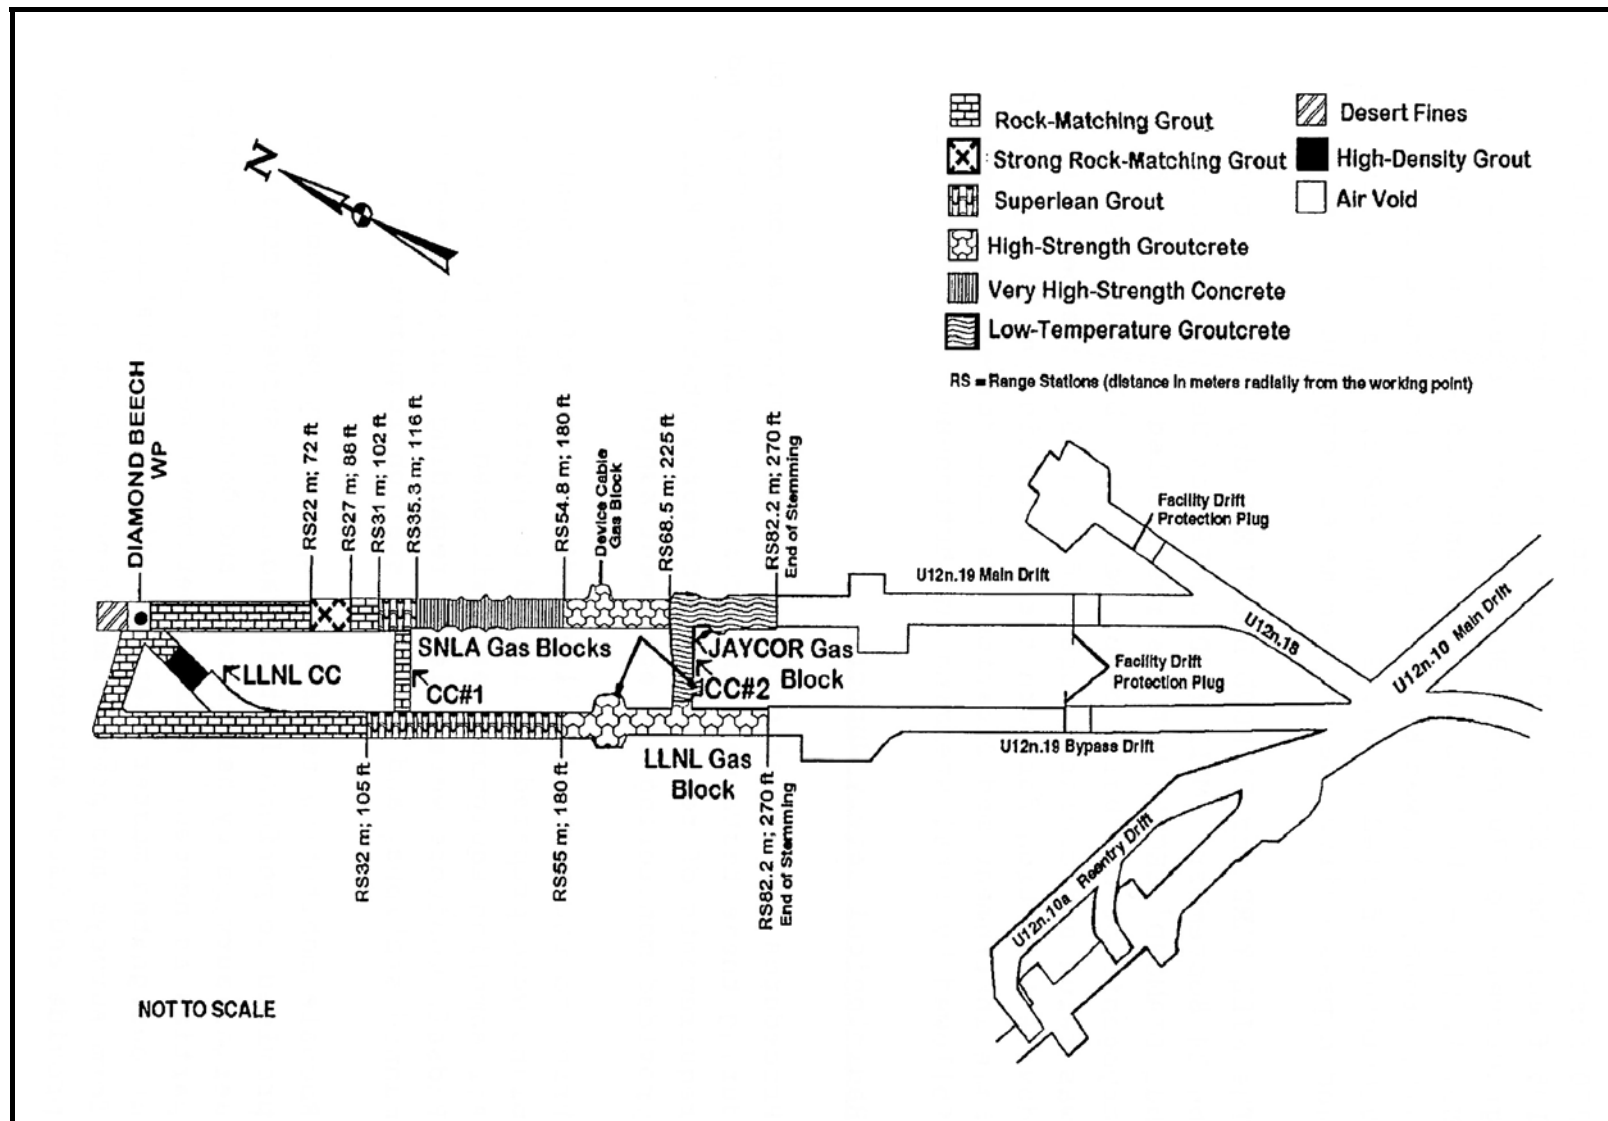 Rock-Matching Grout
Strong Rock-Matching Grout
Superlean Grout
High-Strength Groutcrete
Very High-Strength Concrete
Low-Temperature Groutcrete
Desert Fines
High-Density Grout
Air Void
RS = Range Stations (distance in meters radially from the working point)
N
DIAMOND BEECH
WP
RS22 m; 72 ft
RS27 m; 88 ft
RS31 m; 102 ft
RS35.3 m; 116 ft
RS54.8 m; 180 ft
Device Cable
Gas Block
RS68.5 m; 225 ft
RS82.2 m; 270 ft
End of Stemming
Facility Drift
Protection Plug
U12n.19 Main Drift
U12n.18
U12n.10 Main Drift
SNLA Gas Blocks
JAYCOR Gas
Block
LLNL CC
CC#1
CC#2
Facility Drift
Protection Plug
U12n.19 Bypass Drift
LLNL Gas
Block
RS32 m; 105 ft
RS55 m; 180 ft
RS82.2 m; 270 ft
End of Stemming
U12n.10a Reentry Drift
NOT TO SCALE